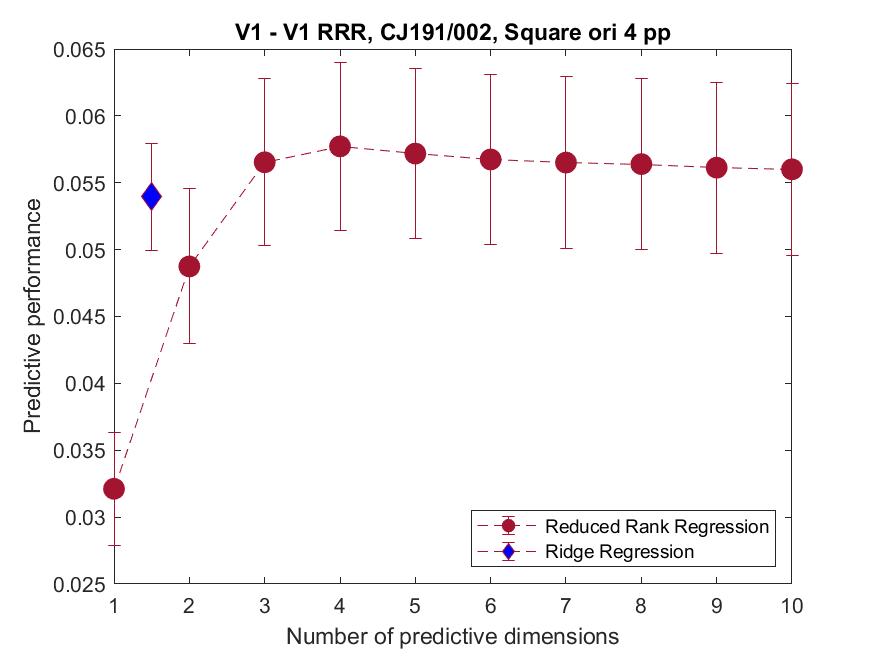 V1 - V1 RRR, CJ191/002, Square ori 4 pp
0.065
0.06
0.055
0.05
0.045
0.04
0.035
0.03
0.025
Predictive performance
1 2 3 4 5 6 7 8 9 10
Number of predictive dimensions
Reduced Rank Regression
Ridge Regression